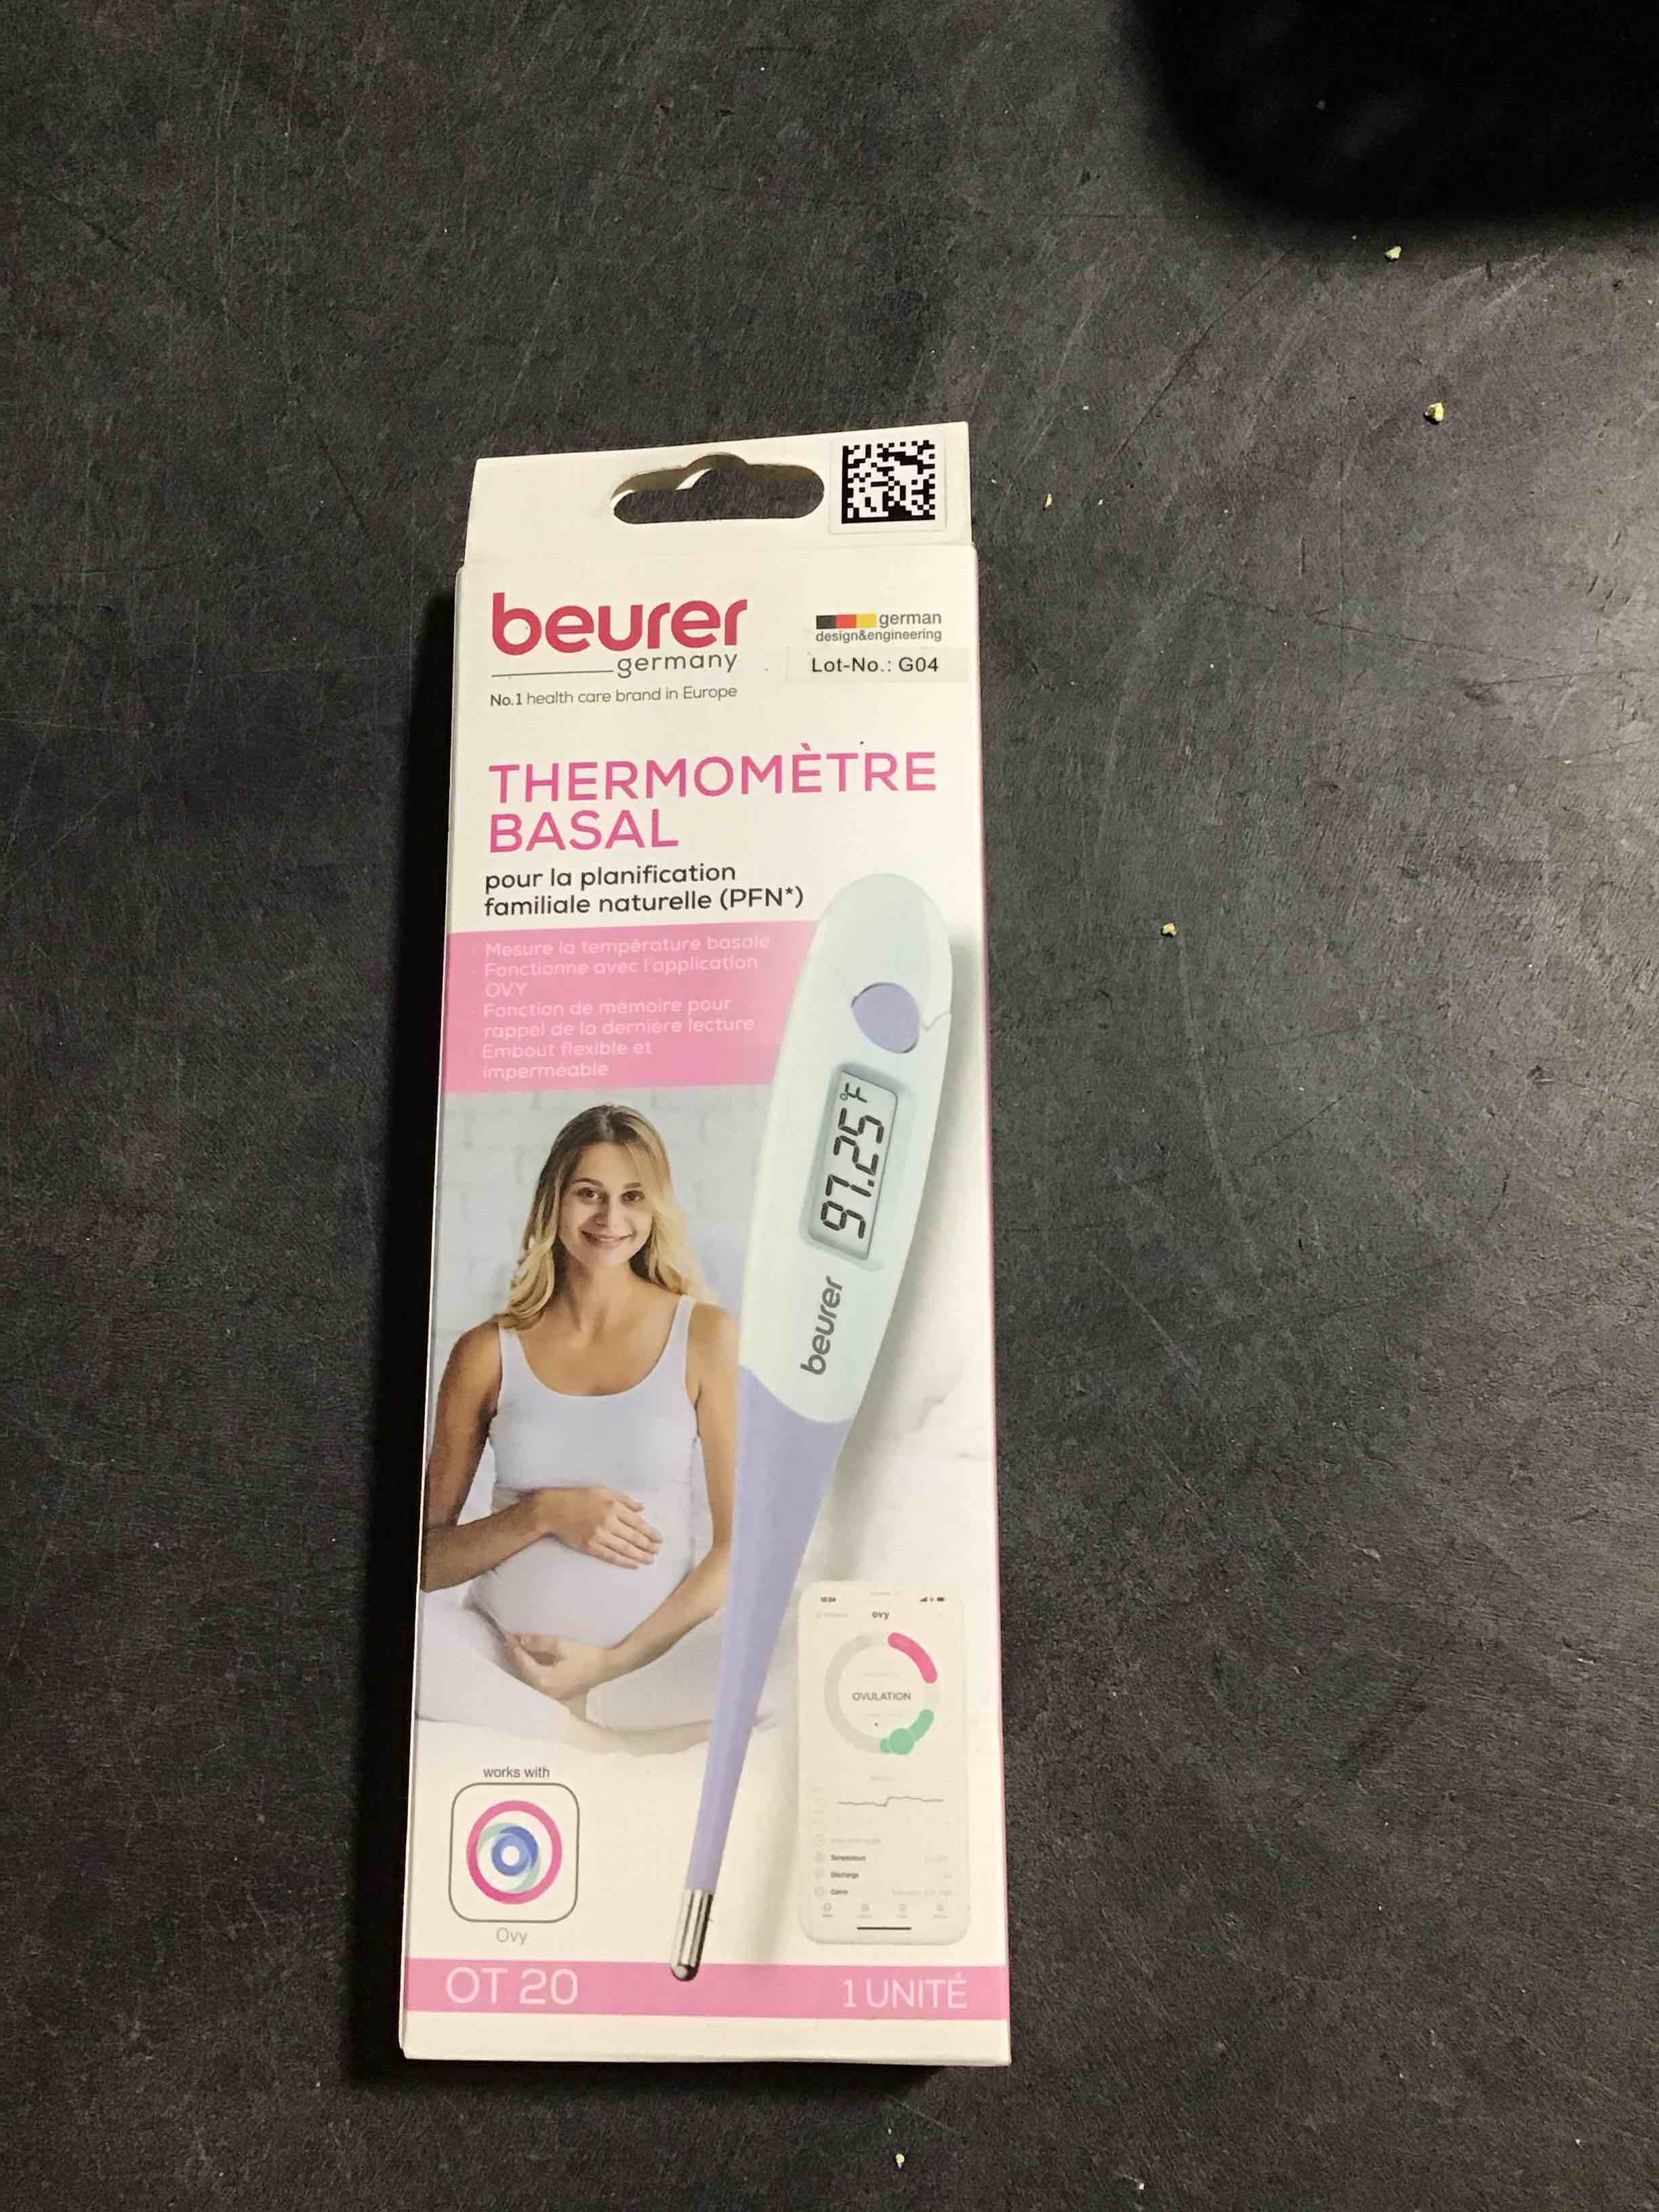 beurer
germany
No.1 health care brand in Europe
german
design&engineering
Lot-No.: G04
THERMOMÈTRE
BASAL
pour la planification
familiale naturelle (PFN*)
· Mesure la température basale
· Fonctionne avec l'application
OVY
· Fonction de mémoire pour
rappel de la dernière lecture
· Embout flexible et
imperméable
97.25 °F
beurer
ovy
OVULATION
Temperature
Discharge
works with
Ovy
OT 20
1 UNITÉ